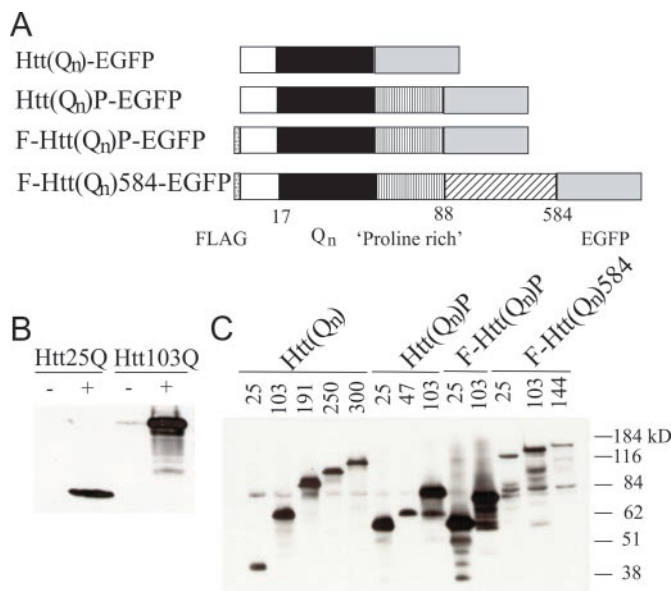 A
Htt(Qn)-EGFP
Htt(Qn)P-EGFP
F-Htt(Qn)P-EGFP
F-Htt(Qn)584-EGFP
17 88 584
FLAG Qn 'Proline rich' EGFP
B
Htt25Q Htt103Q
- + - +
C
Htt(Qn) Htt(Qn)P F-Htt(Qn)P F-Htt(Qn)584
25 103 191 250 300 25 47 103 25 103 25 103 144
184 kD
116
84
62
51
38